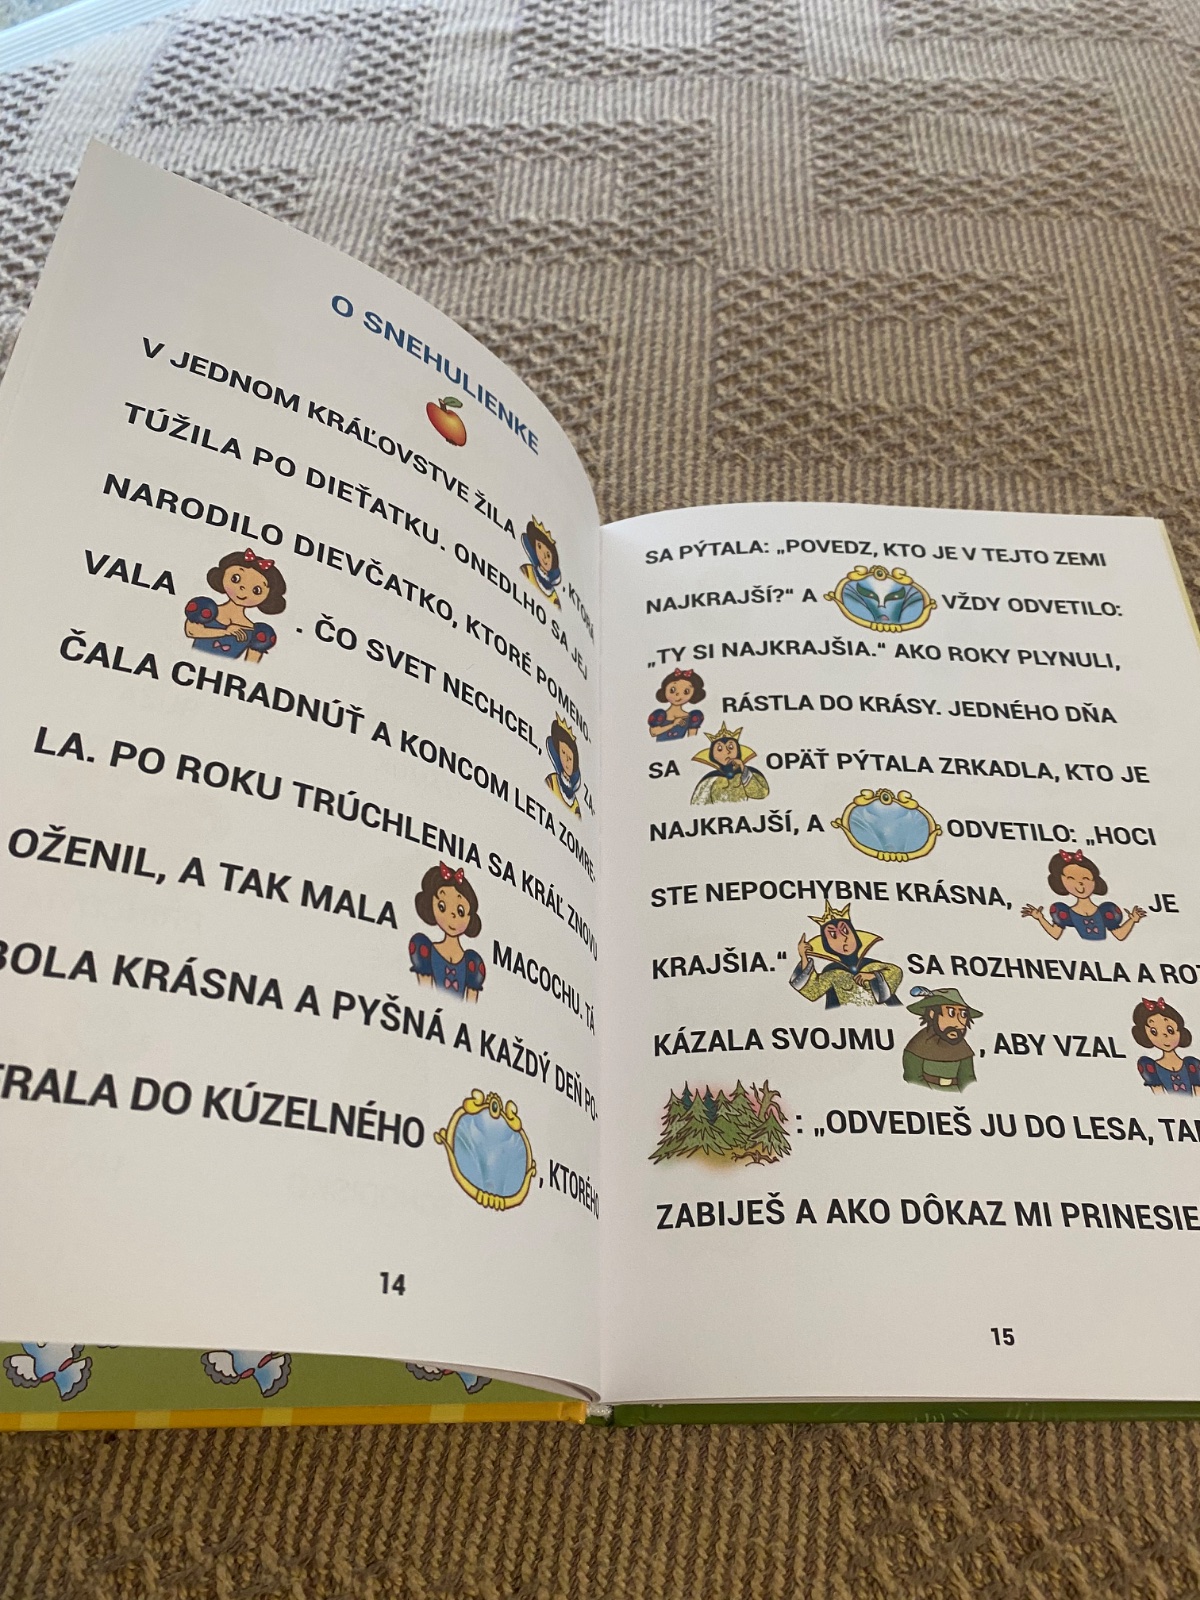 O SNEHULIENKE
V JEDNOM KRÁĽOVSTVE ŽILA , KTORÁ
TÚŽILA PO DIEŤATKU. ONEDLHO SA JEJ
NARODILO DIEVČATKO, KTORÉ POMENO-
VALA . ČO SVET NECHCEL, ZA-
ČALA CHRADNÚŤ A KONCOM LETA ZOMRE-
LA. PO ROKU TRÚCHLENIA SA KRÁĽ ZNOVU
OŽENIL, A TAK MALA MACOCHU. TÁ
BOLA KRÁSNA A PYŠNÁ A KAŽDÝ DEŇ PO-
ERALA DO KÚZELNÉHO , KTORÉHO
14
SA PÝTALA: „POVEDZ, KTO JE V TEJTO ZEMI
NAJKRAJŠÍ?“ A VŽDY ODVETILO:
„TY SI NAJKRAJŠIA.“ AKO ROKY PLYNULI,
RÁSTLA DO KRÁSY. JEDNÉHO DŇA
SA OPÄŤ PÝTALA ZRKADLA, KTO JE
NAJKRAJŠÍ, A ODVETILO: „HOCI
STE NEPOCHYBNE KRÁSNA, JE
KRAJŠIA.“ SA ROZHNEVALA A
KÁZALA SVOJMU , ABY VZAL
: „ODVEDIEŠ JU DO LESA,
ZABIJEŠ A AKO DÔKAZ MI PRINESIE
15